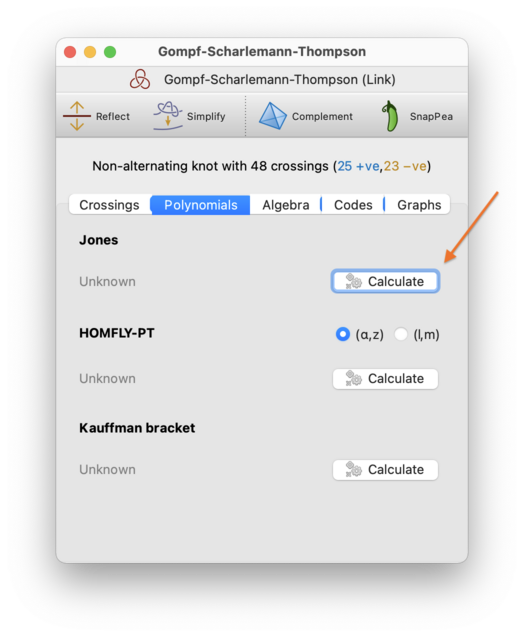 Gompf-Scharlemann-Thompson
Gompf-Scharlemann-Thompson (Link)
Reflect Simplify Complement SnapPea
Non-alternating knot with 48 crossings (25 +ve,23 −ve)
Crossings Polynomials Algebra Codes Graphs
Jones
Unknown Calculate
HOMFLY-PT (α,z) (l,m)
Unknown Calculate
Kauffman bracket
Unknown Calculate